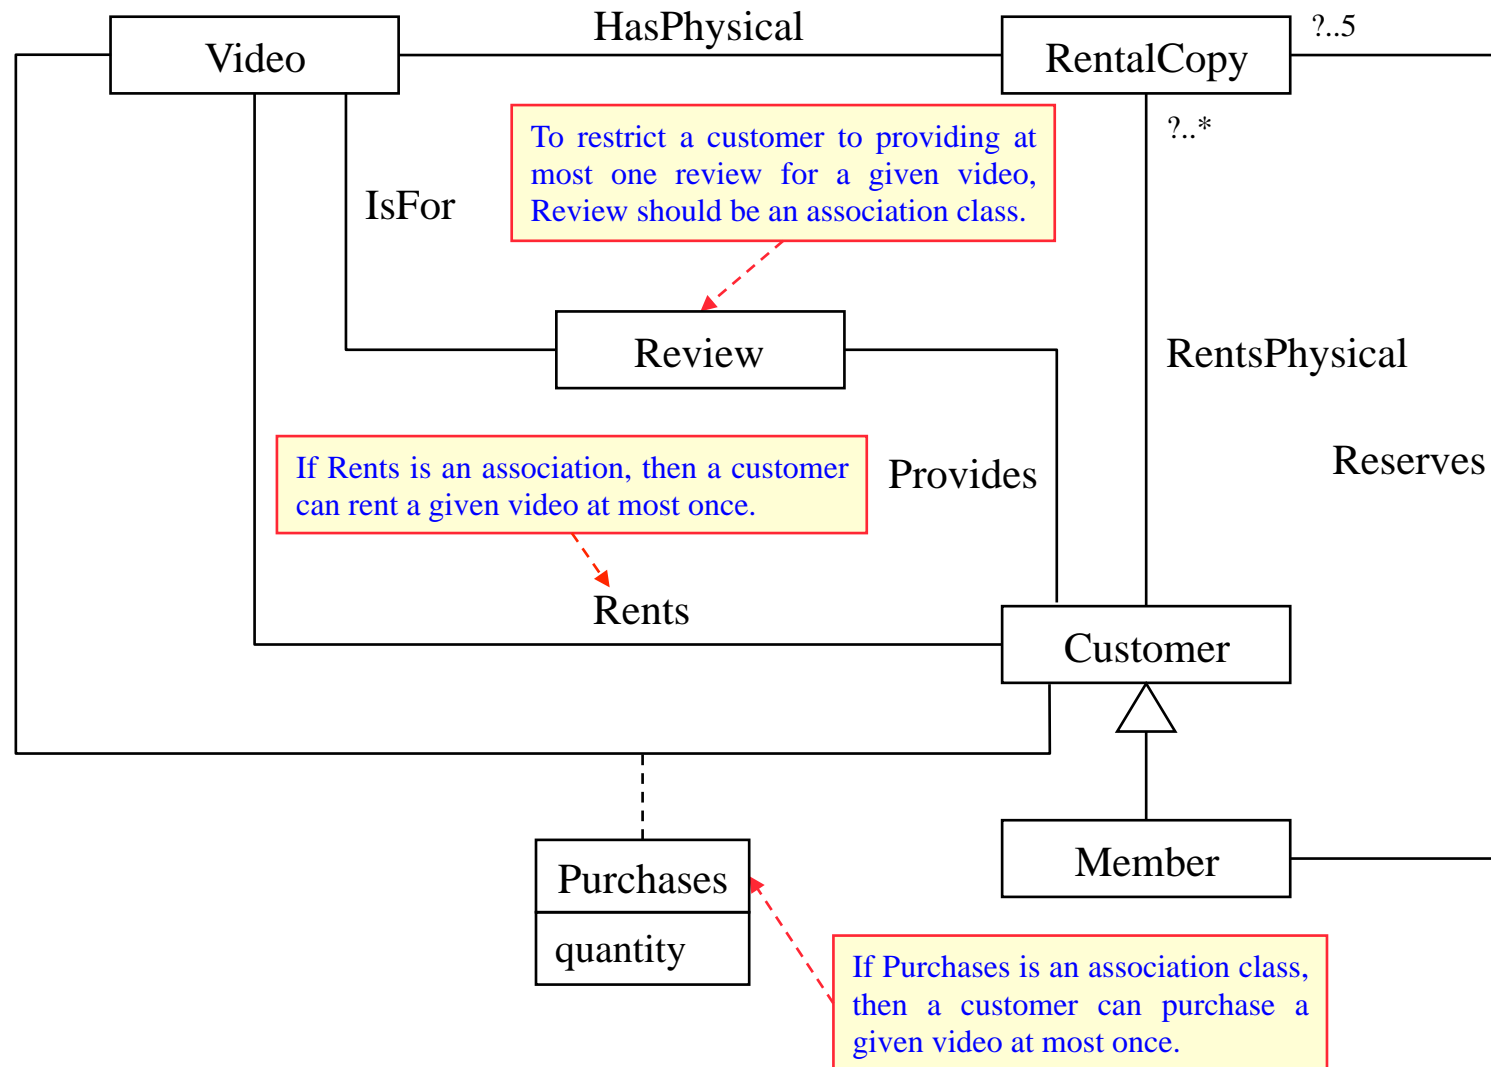 HasPhysical
?..5
Video
RentalCopy
?..*
To restrict a customer to providing at
most one review for a given video,
Review should be an association class.
IsFor
Review
RentsPhysical
If Rents is an association, then a customer
can rent a given video at most once.
Provides
Reserves
Rents
Customer
Member
Purchases
quantity
If Purchases is an association class,
then a customer can purchase a
given video at most once.